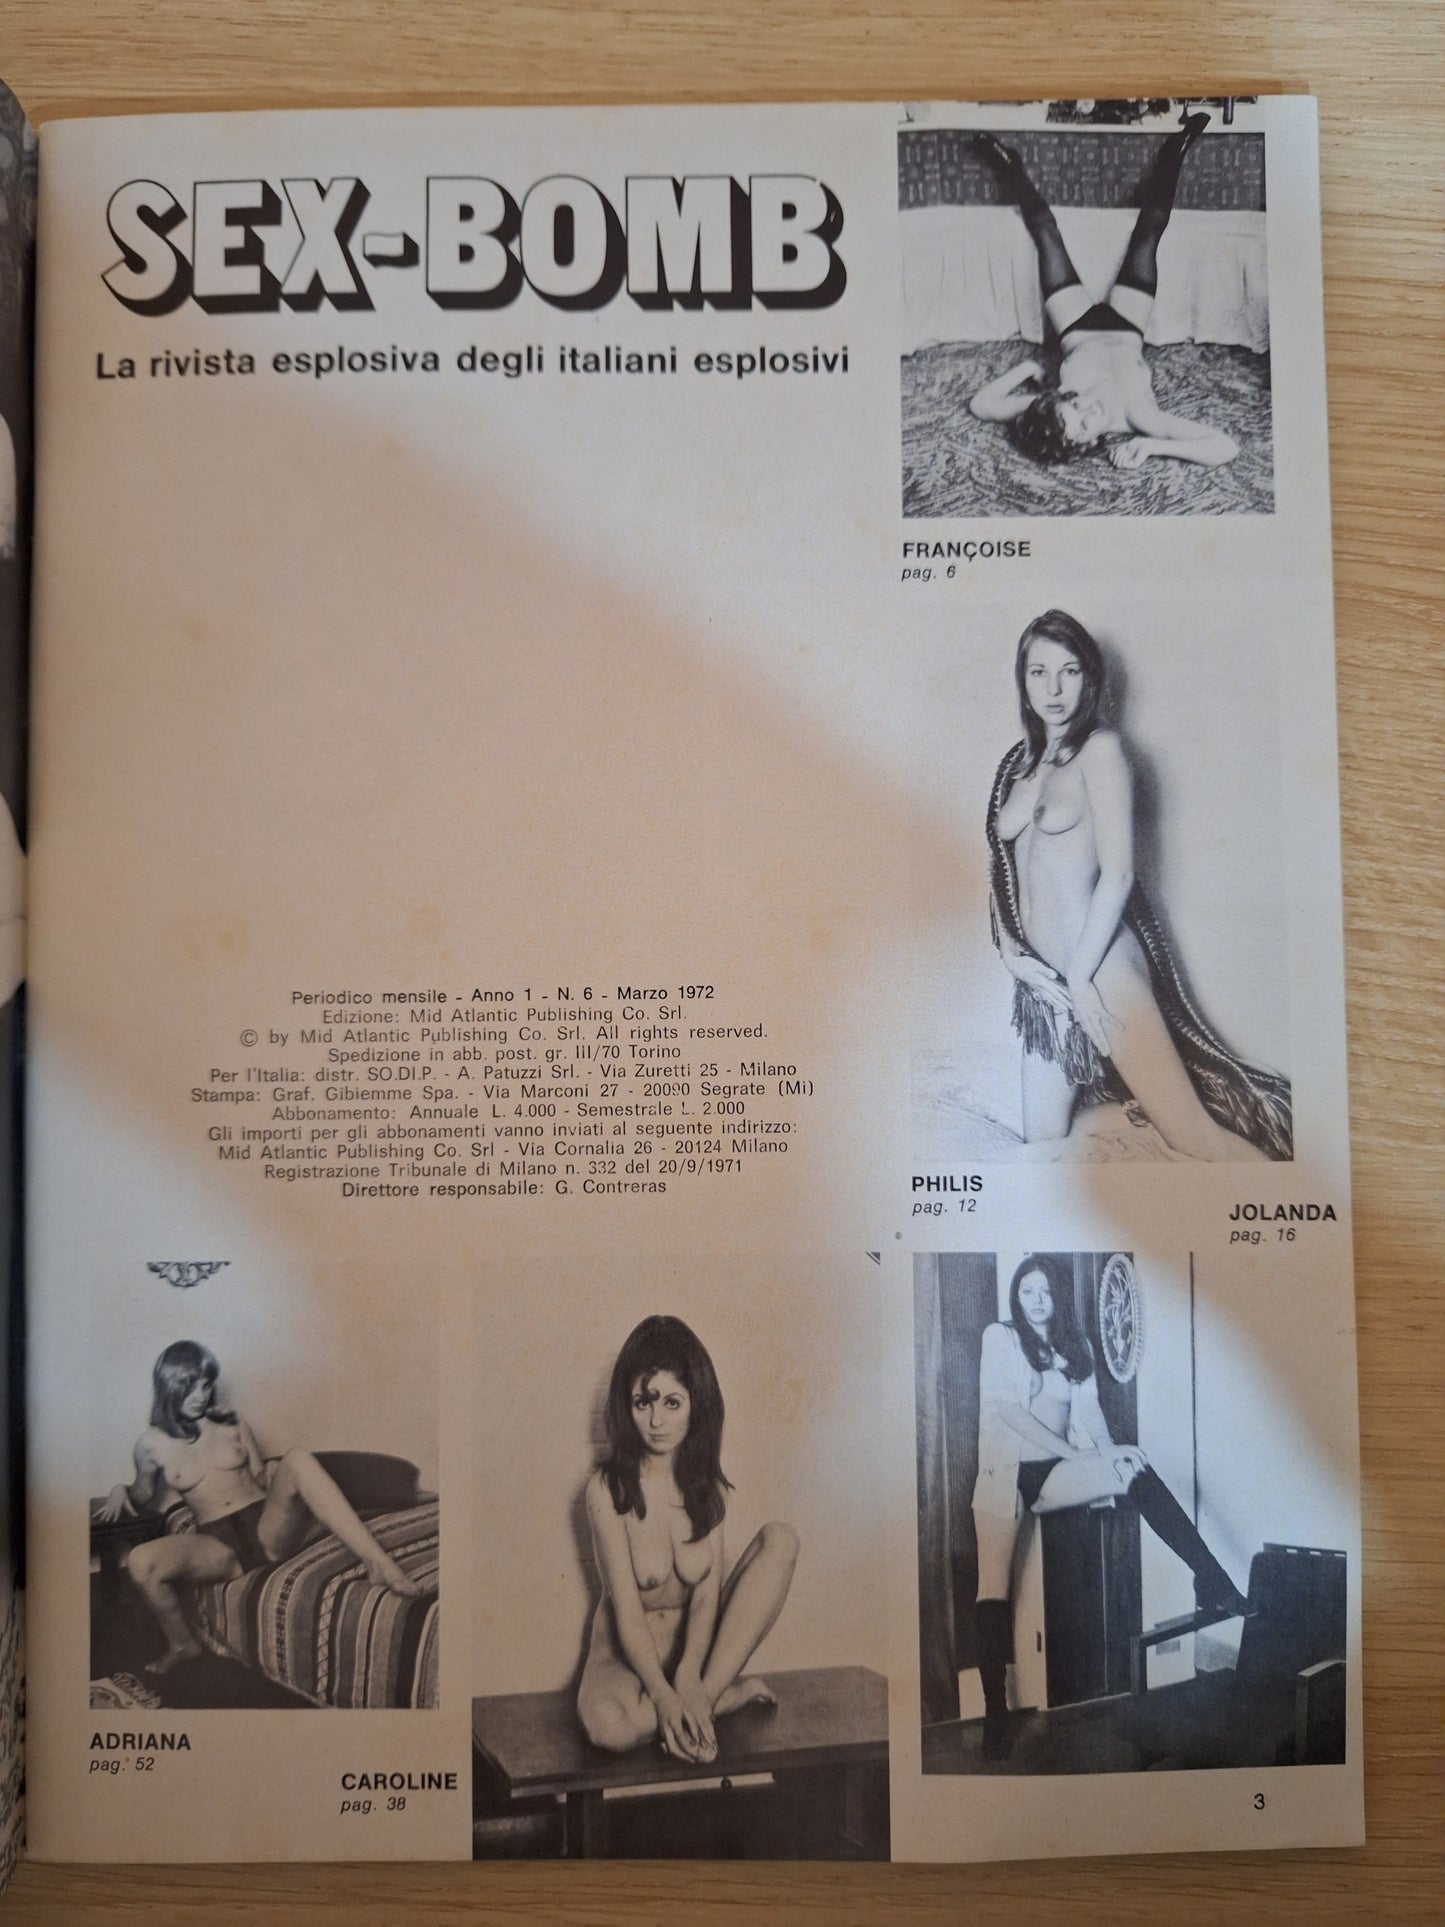 SEX-BOMB
La rivista esplosiva degli italiani esplosivi
FRANÇOISE
pag. 6
Periodico mensile - Anno 1 - N. 6 - Marzo 1972
Edizione: Mid Atlantic Publishing Co. Srl.
© by Mid Atlantic Publishing Co. Srl. All rights reserved.
Spedizione in abb. post. gr. III/70 Torino
Per l'Italia: distr. SO.DI.P. - A. Patuzzi Srl. - Via Zuretti 25 - Milano
Stampa: Graf. Gibiemme Spa. - Via Marconi 27 - 20090 Segrate (Mi)
Abbonamento: Annuale L. 4.000 - Semestrale L. 2.000
Gli importi per gli abbonamenti vanno inviati al seguente indirizzo:
Mid Atlantic Publishing Co. Srl - Via Cornalia 26 - 20124 Milano
Registrazione Tribunale di Milano n. 332 del 20/9/1971
Direttore responsabile: G. Contreras
PHILIS
pag. 12
JOLANDA
pag. 16
ADRIANA
pag. 52
CAROLINE
pag. 38
3